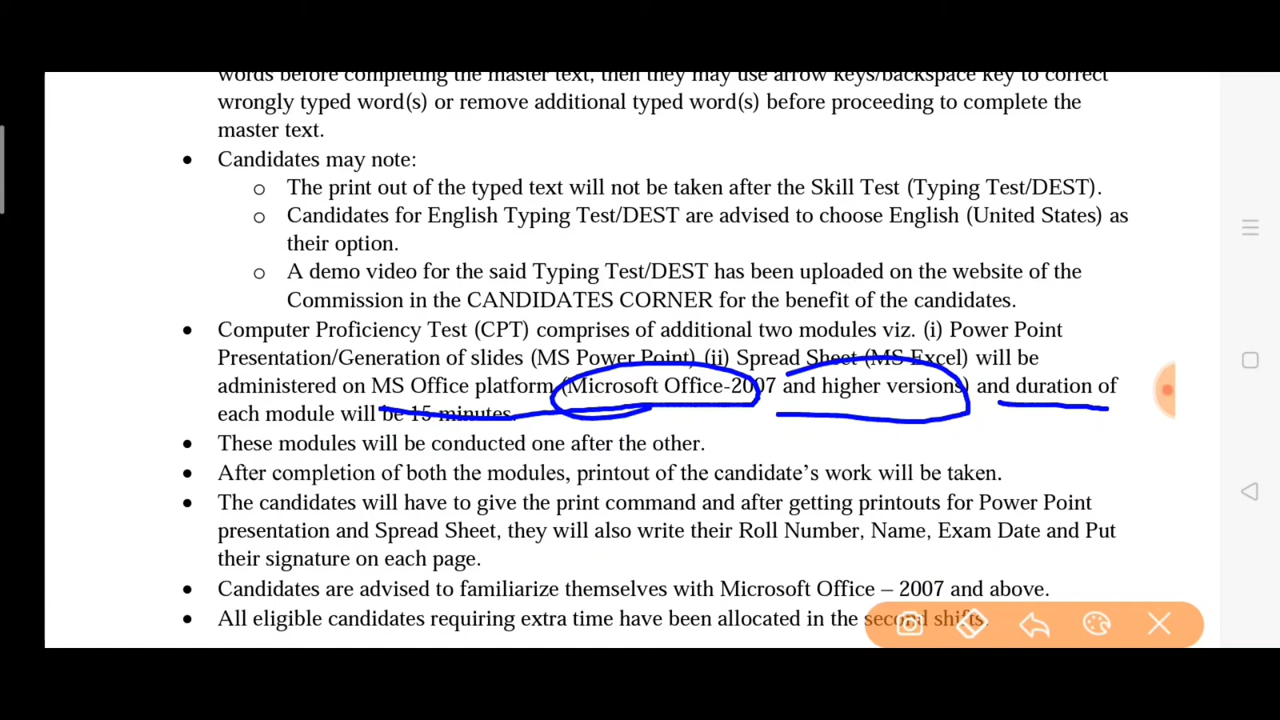 words before completing the master text, then they may use arrow keys/backspace key to correct
wrongly typed word(s) or remove additional typed word(s) before proceeding to complete the
master text.
• Candidates may note:
o The print out of the typed text will not be taken after the Skill Test (Typing Test/DEST).
o Candidates for English Typing Test/DEST are advised to choose English (United States) as
their option.
o A demo video for the said Typing Test/DEST has been uploaded on the website of the
Commission in the CANDIDATES CORNER for the benefit of the candidates.
• Computer Proficiency Test (CPT) comprises of additional two modules viz. (i) Power Point
Presentation/Generation of slides (MS Power Point) (ii) Spread Sheet (MS Excel) will be
administered on MS Office platform (Microsoft Office-2007 and higher versions) and duration of
each module will be 15 minutes.
• These modules will be conducted one after the other.
• After completion of both the modules, printout of the candidate’s work will be taken.
• The candidates will have to give the print command and after getting printouts for Power Point
presentation and Spread Sheet, they will also write their Roll Number, Name, Exam Date and Put
their signature on each page.
• Candidates are advised to familiarize themselves with Microsoft Office – 2007 and above.
• All eligible candidates requiring extra time have been allocated in the second shifts.